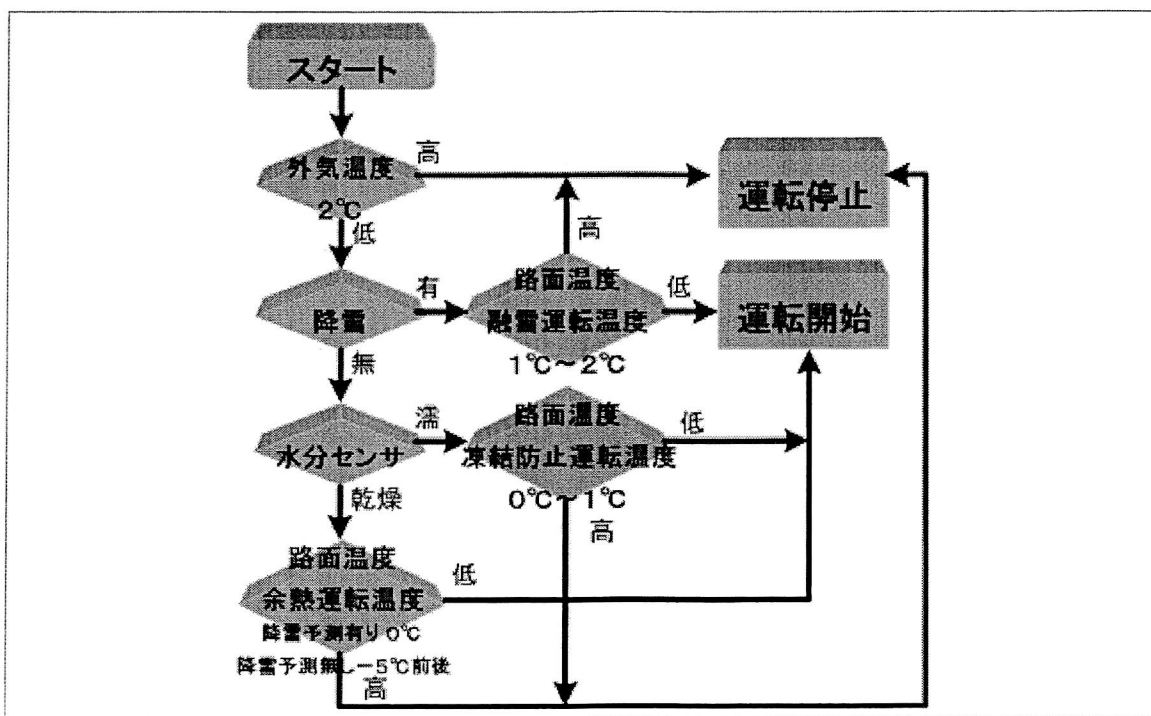 スタート
外気温度
2℃
高
低
運転停止
降雪
有
無
路面温度
融雪運転温度
1℃～2℃
高
低
運転開始
水分センサ
濡
乾燥
路面温度
凍結防止運転温度
0℃～1℃
低
高
路面温度
余熱運転温度
降雪予測有り0℃
降雪予測無し－5℃前後
低
高